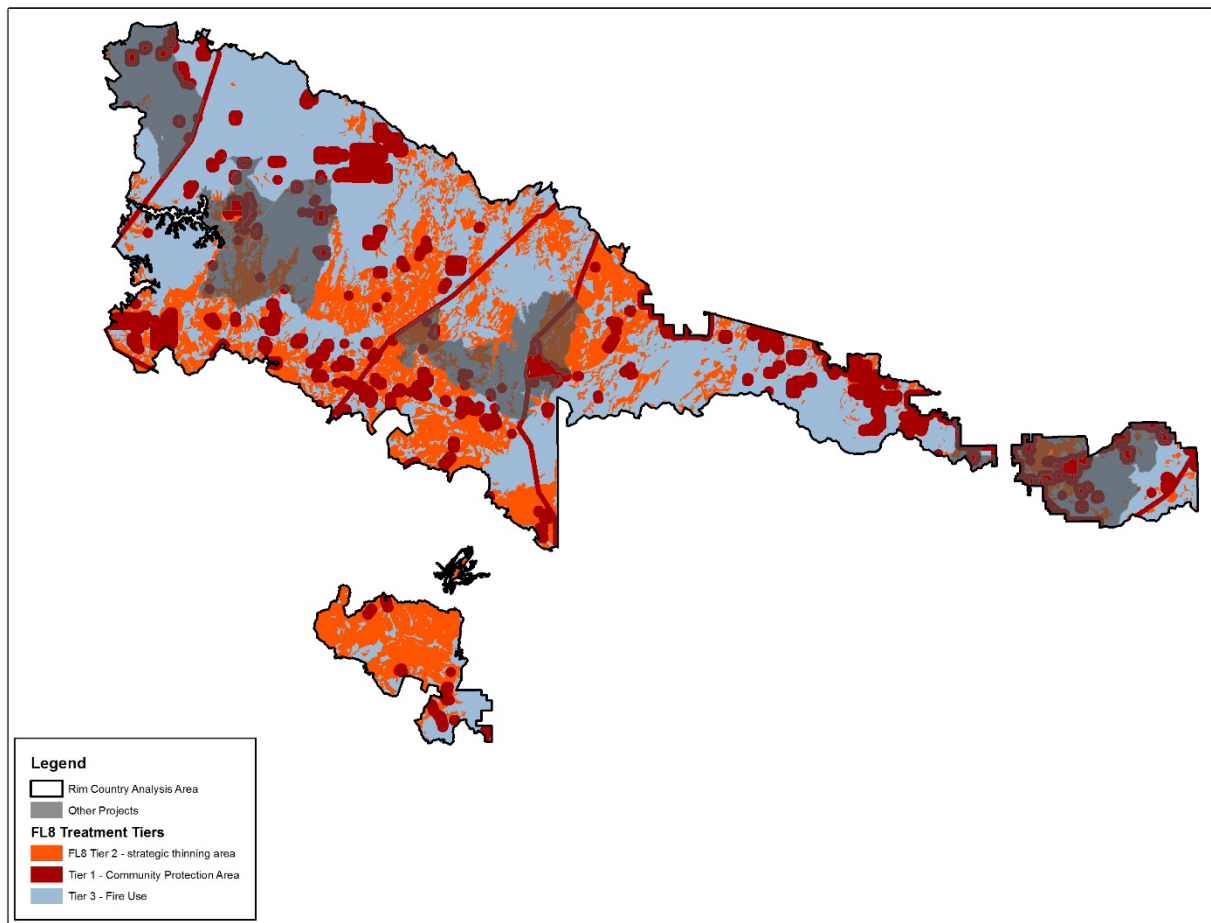 Legend
Rim Country Analysis Area
Other Projects
FL8 Treatment Tiers
FL8 Tier 2 - strategic thinning area
Tier 1 - Community Protection Area
Tier 3 - Fire Use